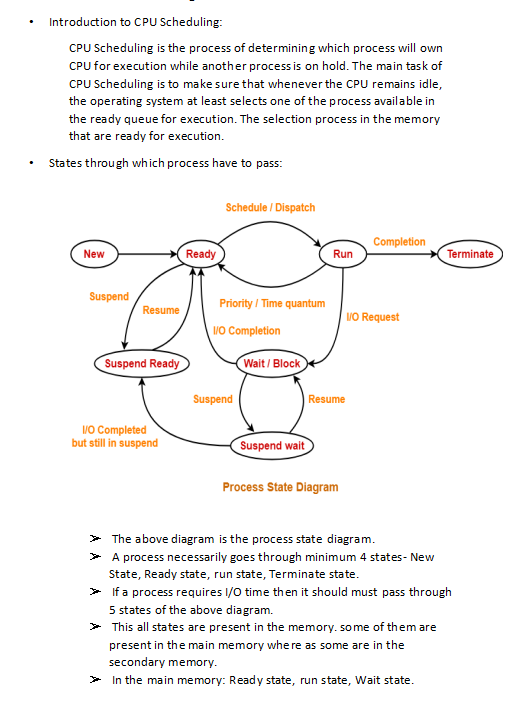 • Introduction to CPU Scheduling:
CPU Scheduling is the process of determining which process will own
CPU for execution while another process is on hold. The main task of
CPU Scheduling is to make sure that whenever the CPU remains idle,
the operating system at least selects one of the process available in
the ready queue for execution. The selection process in the memory
that are ready for execution.
• States through which process have to pass:
Schedule / Dispatch
Completion
New
Ready
Run
Terminate
Suspend
Resume
Priority / Time quantum
I/O Request
I/O Completion
Suspend Ready
Wait / Block
Suspend
Resume
I/O Completed
but still in suspend
Suspend wait
Process State Diagram
➢ The above diagram is the process state diagram.
➢ A process necessarily goes through minimum 4 states- New
State, Ready state, run state, Terminate state.
➢ If a process requires I/O time then it should must pass through
5 states of the above diagram.
➢ This all states are present in the memory. some of them are
present in the main memory where as some are in the
secondary memory.
➢ In the main memory: Ready state, run state, Wait state.